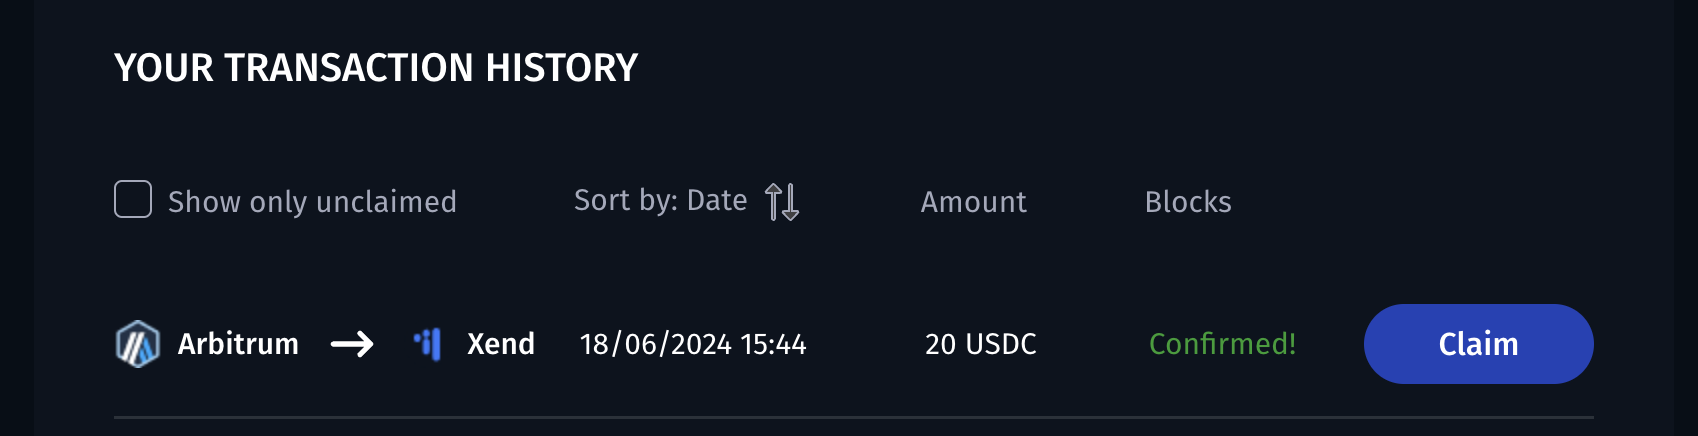 YOUR TRANSACTION HISTORY
Show only unclaimed Sort by: Date Amount Blocks
Arbitrum Xend 18/06/2024 15:44 20 USDC Confirmed! Claim